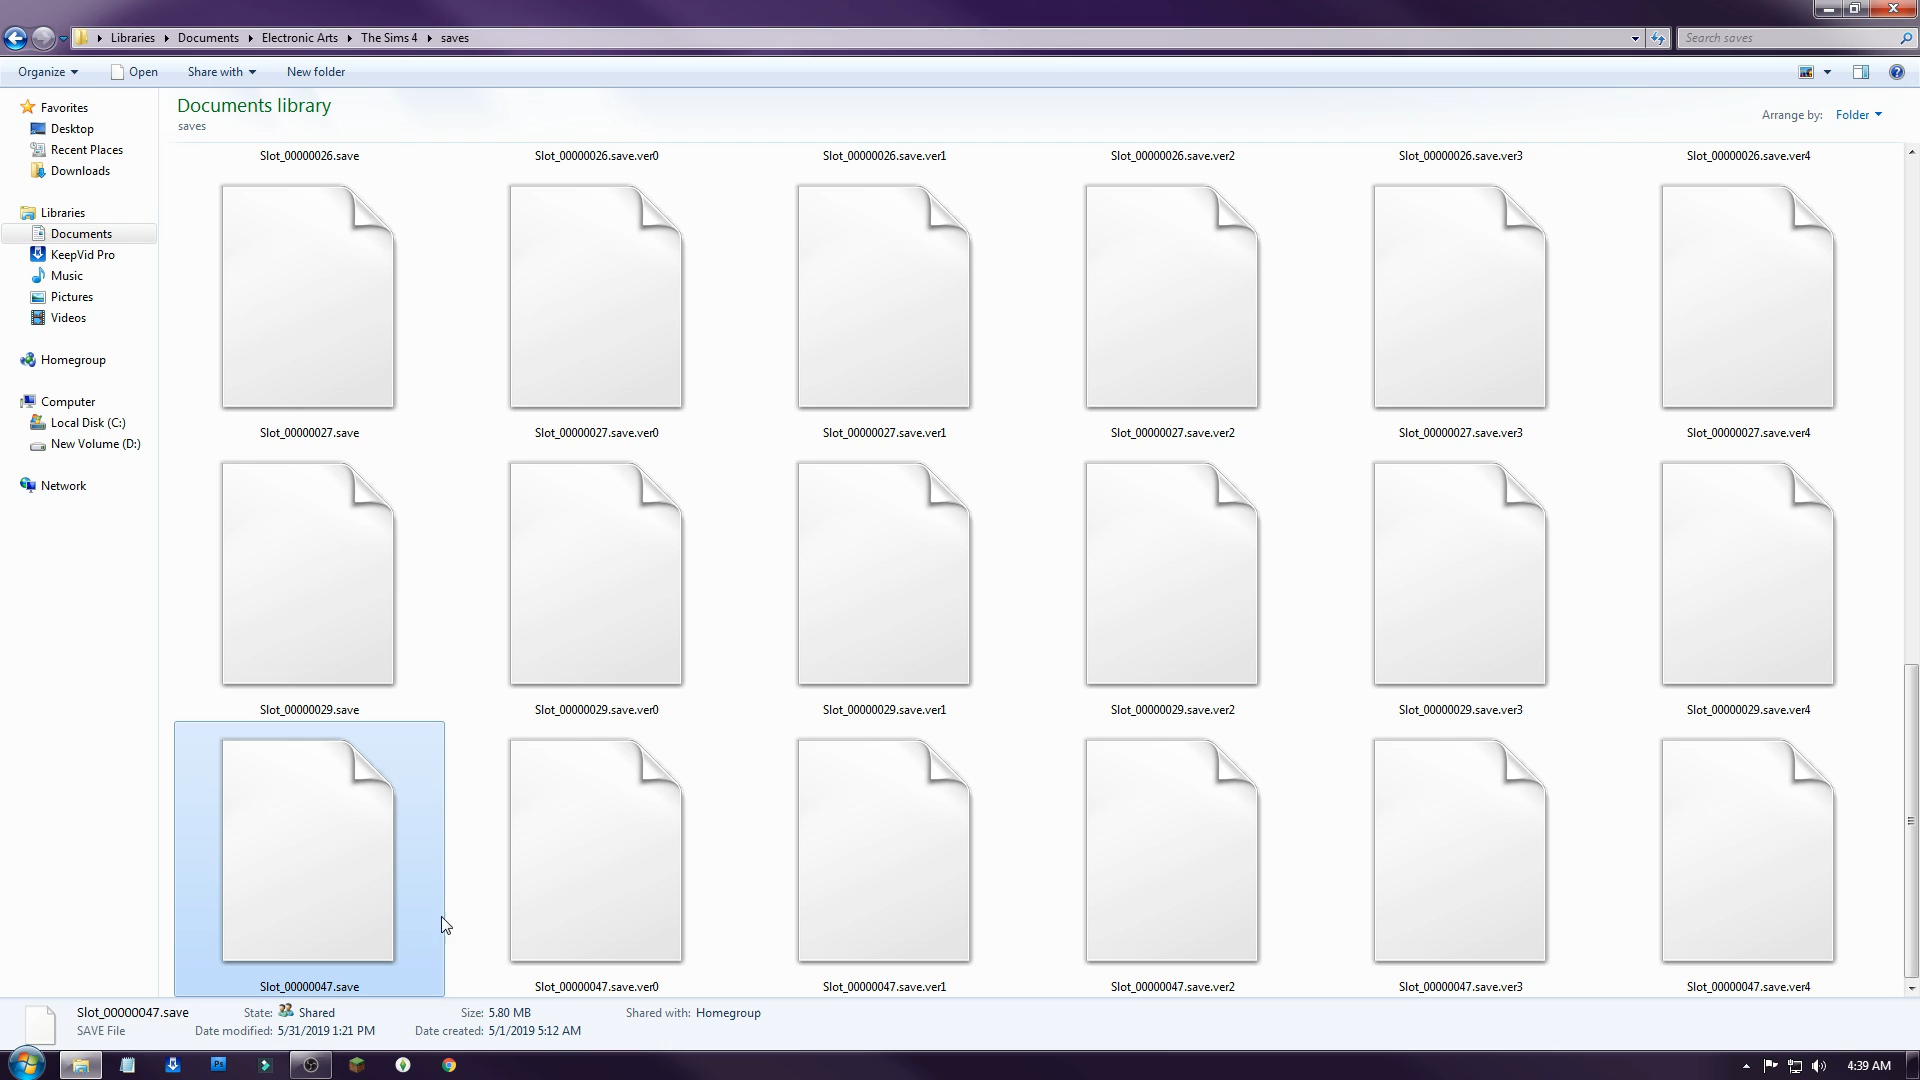 Libraries Documents Electronic Arts The Sims 4 saves
Search saves
Organize Open Share with New folder
Documents library
saves
Arrange by: Folder
Favorites
Desktop
Recent Places
Downloads
Libraries
Documents
KeepVid Pro
Music
Pictures
Videos
Homegroup
Computer
Local Disk (C:)
New Volume (D:)
Network
Slot_00000026.save Slot_00000026.save.ver0 Slot_00000026.save.ver1 Slot_00000026.save.ver2 Slot_00000026.save.ver3 Slot_00000026.save.ver4
Slot_00000027.save Slot_00000027.save.ver0 Slot_00000027.save.ver1 Slot_00000027.save.ver2 Slot_00000027.save.ver3 Slot_00000027.save.ver4
Slot_00000029.save Slot_00000029.save.ver0 Slot_00000029.save.ver1 Slot_00000029.save.ver2 Slot_00000029.save.ver3 Slot_00000029.save.ver4
Slot_00000047.save Slot_00000047.save.ver0 Slot_00000047.save.ver1 Slot_00000047.save.ver2 Slot_00000047.save.ver3 Slot_00000047.save.ver4
Slot_00000047.save State: Shared Size: 5.80 MB Shared with: Homegroup
SAVE File Date modified: 5/31/2019 1:21 PM Date created: 5/1/2019 5:12 AM
Ps
4:39 AM